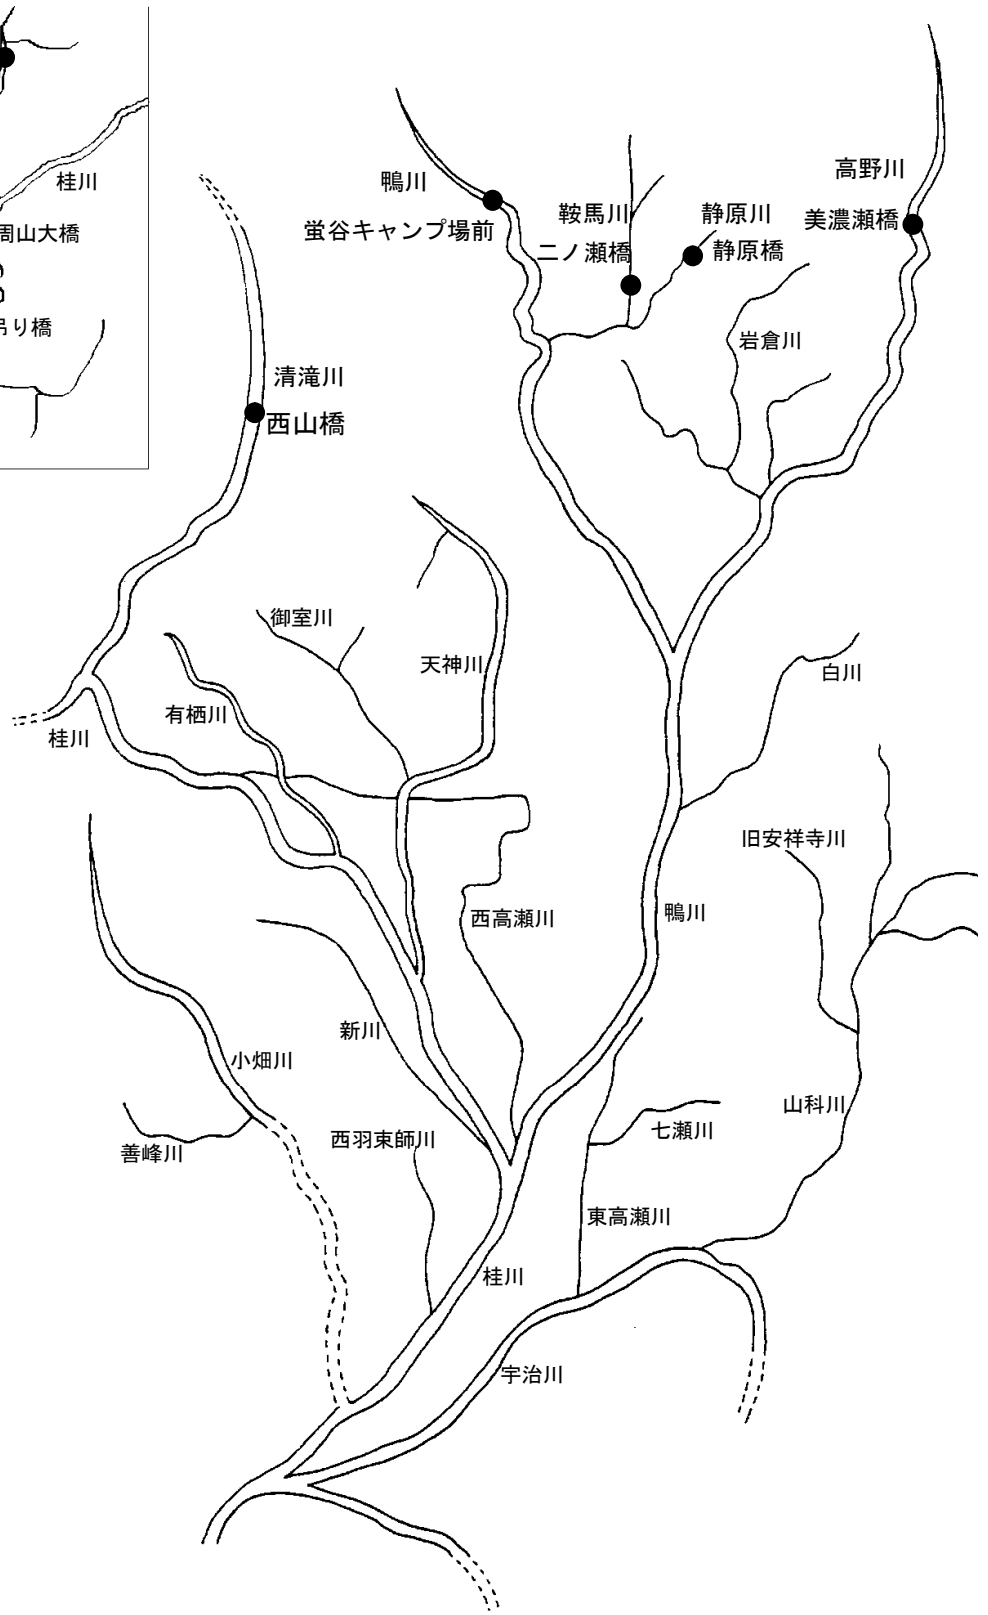 桂川
周山大橋
吊り橋
鴨川
蛍谷キャンプ場前
鞍馬川
二ノ瀬橋
静原川
静原橋
高野川
美濃瀬橋
岩倉川
清滝川
西山橋
御室川
天神川
有栖川
桂川
白川
旧安祥寺川
鴨川
西高瀬川
新川
小畑川
善峰川
西羽束師川
七瀬川
山科川
東高瀬川
桂川
宇治川